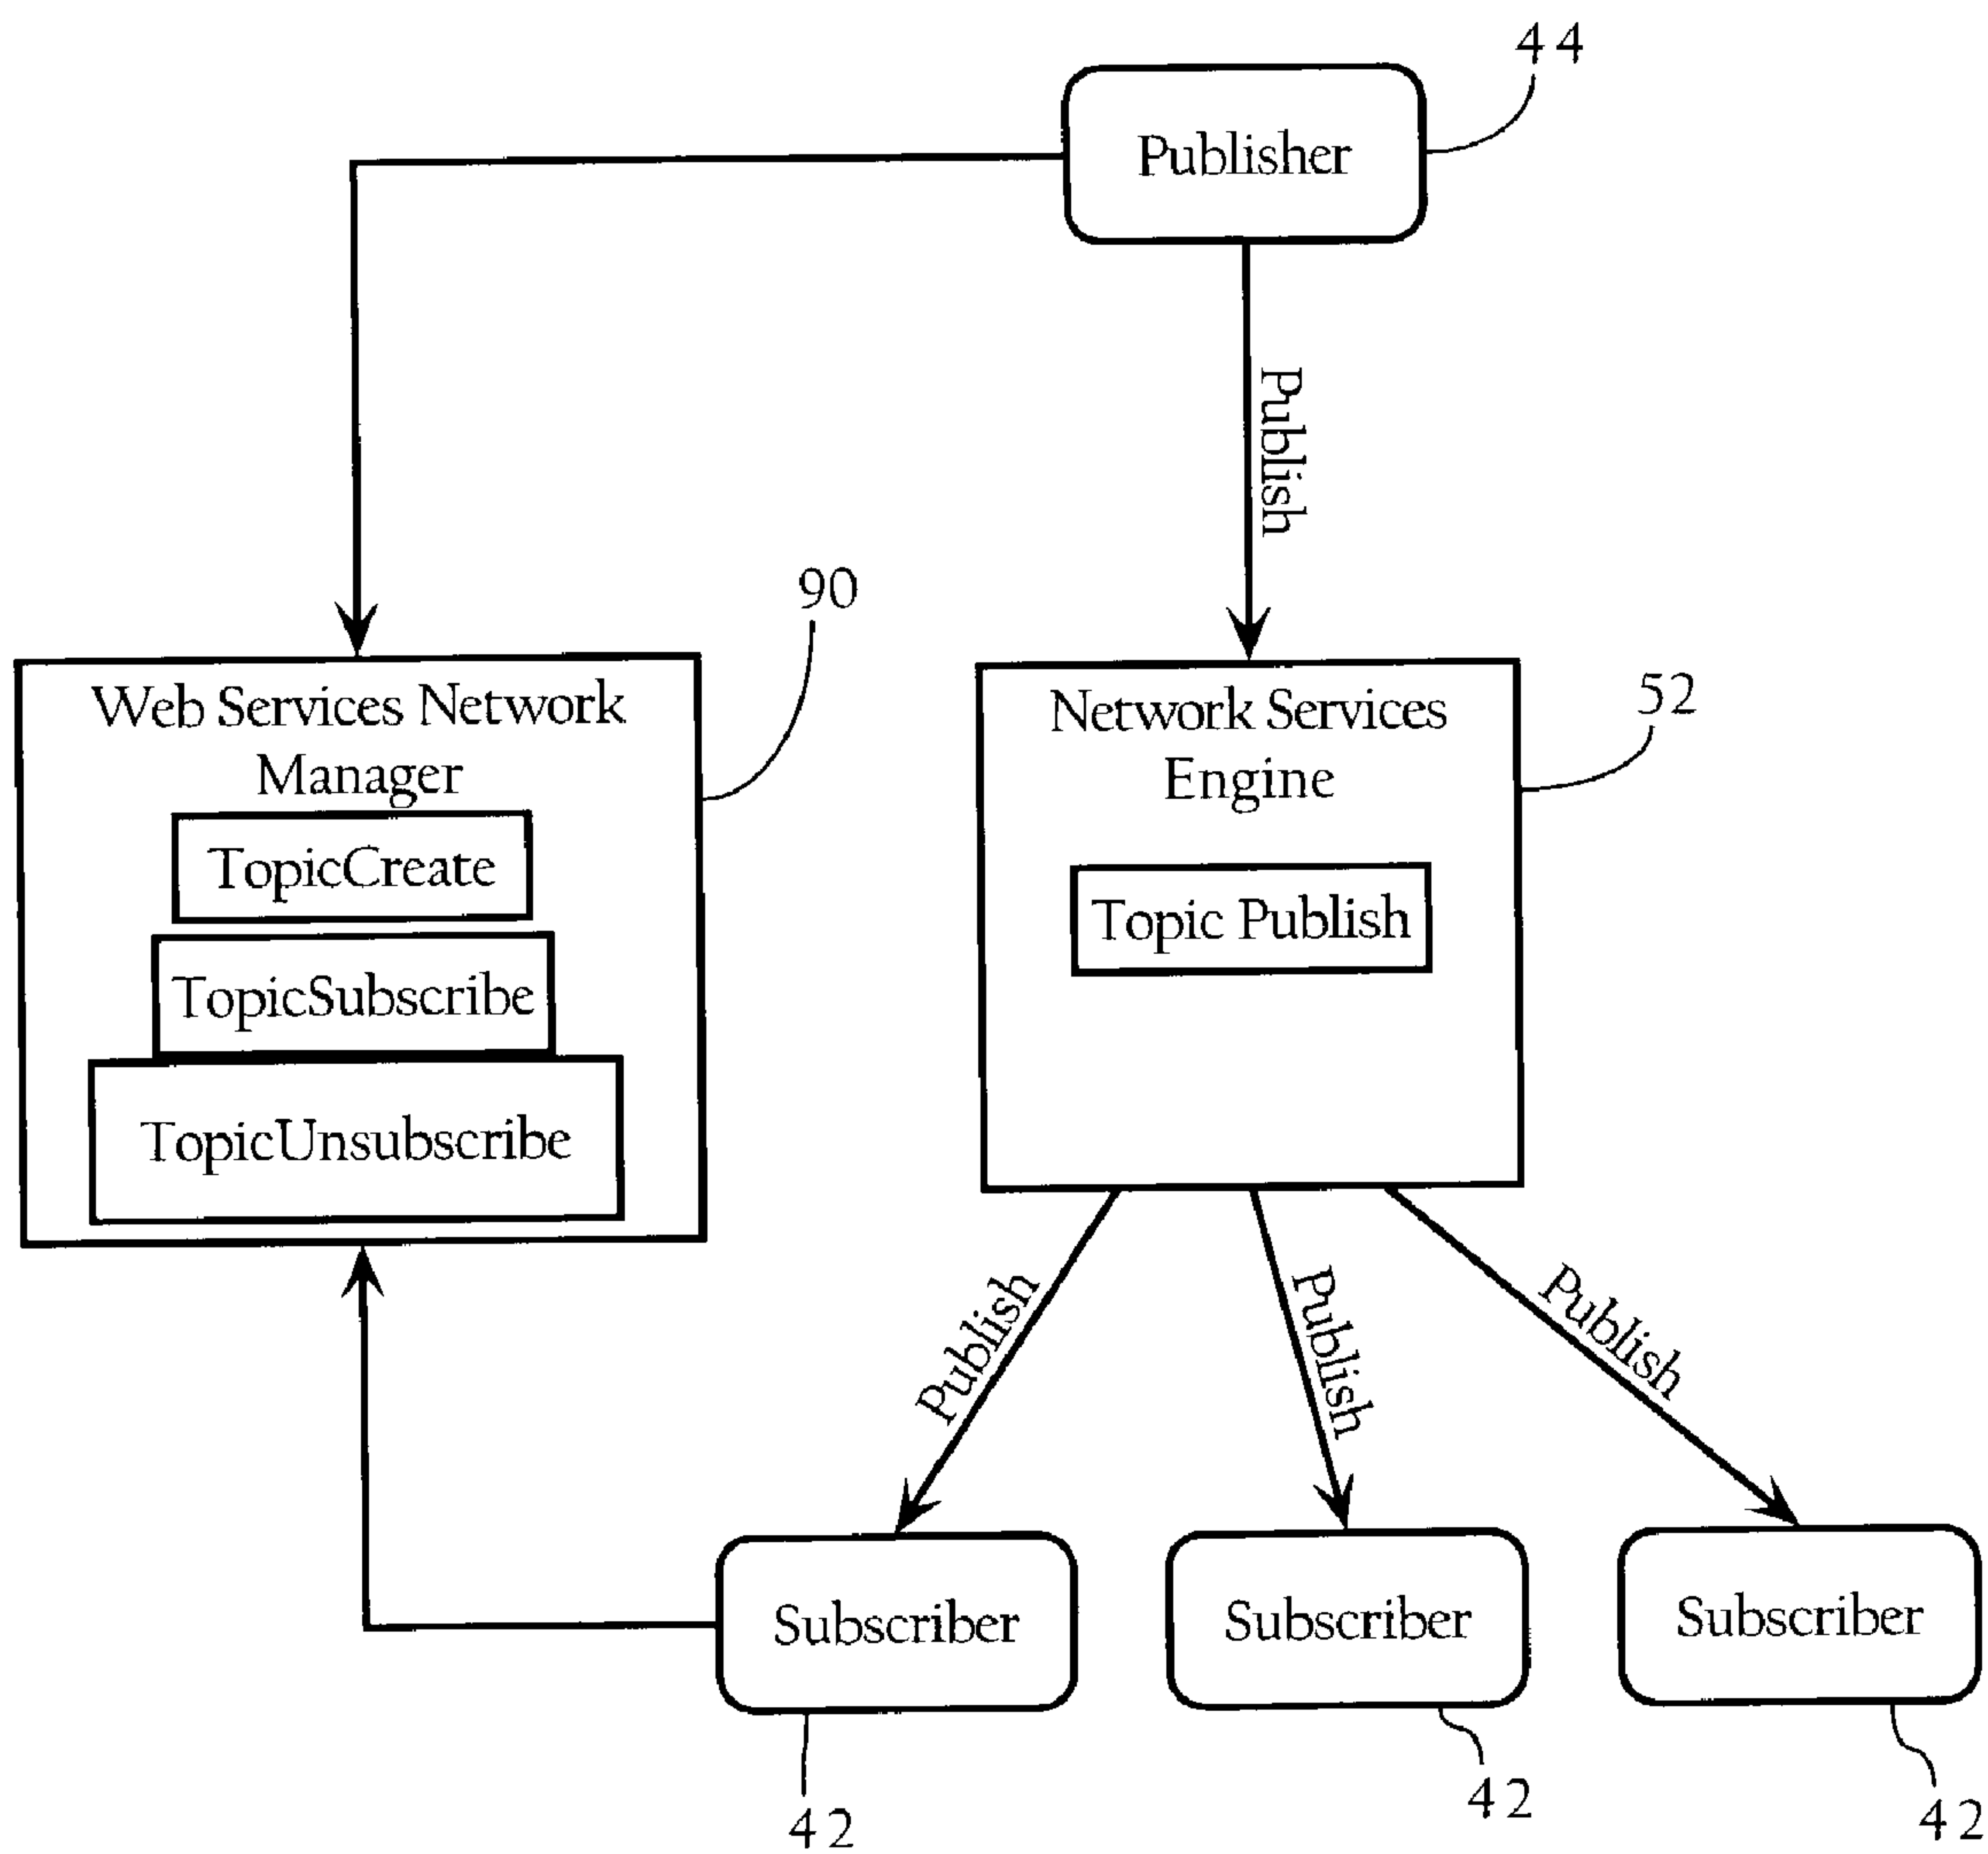 44
Publisher
Publish
90
Web Services Network
Manager
TopicCreate
TopicSubscribe
TopicUnsubscribe
52
Network Services
Engine
Topic Publish
Publish
Publish
Publish
Subscriber
Subscriber
Subscriber
42
42
42